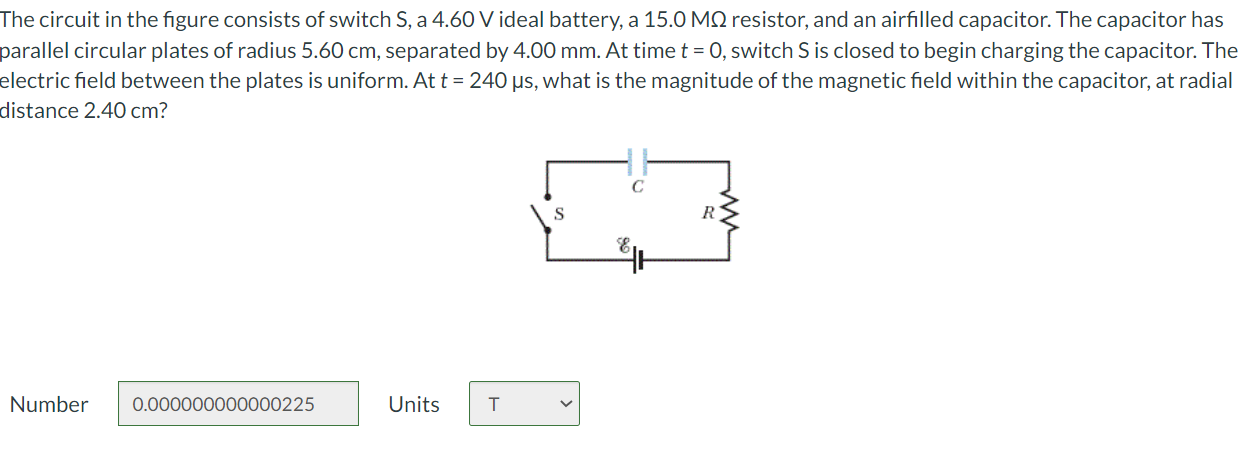 The circuit in the figure consists of switch S, a 4.60 V ideal battery, a 15.0 MΩ resistor, and an airfilled capacitor. The capacitor has
parallel circular plates of radius 5.60 cm, separated by 4.00 mm. At time t = 0, switch S is closed to begin charging the capacitor. The
electric field between the plates is uniform. At t = 240 μs, what is the magnitude of the magnetic field within the capacitor, at radial
distance 2.40 cm?
C
S
R
ℰ
Number 0.000000000000225 Units T